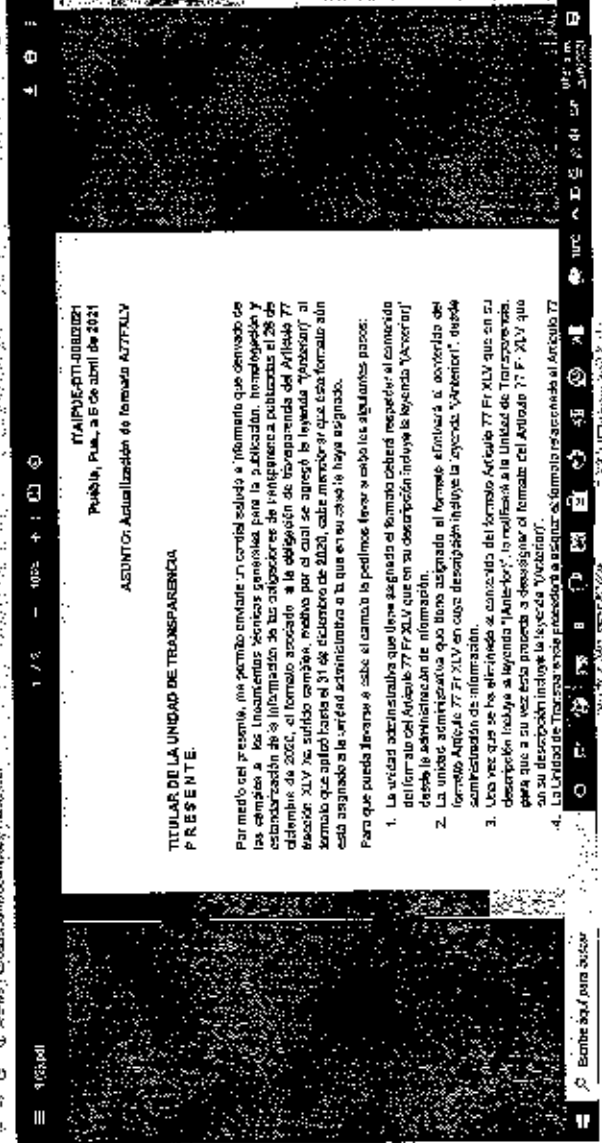 1 / 2 — 100% +
ITAIPUE-DTI-008/2021
Puebla, Pue., a 5 de abril de 2021
ASUNTO: Actualización de formato A77FXLV
TITULAR DE LA UNIDAD DE TRANSPARENCIA
P R E S E N T E.
Por medio del presente, me permito enviarle un cordial saludo e informarlo que derivado de
los cambios a los lineamientos técnicos generales para la publicación, homologación y
estandarización de la información de las obligaciones de transparencia publicadas el 28 de
diciembre de 2020, el formato asociado a la obligación de transparencia del Artículo 77
fracción XLV ha sufrido cambios, motivo por el cual se agregó la leyenda "(Anterior)" al
formato que aplicó hasta el 31 de diciembre de 2020, cabe mencionar que este formato aún
está asignado a la unidad administrativa a la que en su caso le haya asignado.
Para que pueda llevarse a cabo el cambio le pedimos llevar a cabo los siguientes pasos:
1. La unidad administrativa que tiene asignado el formato deberá respaldar el contenido
del formato del Artículo 77 Fr XLV que en su descripción incluye la leyenda "(Anterior)"
desde la administración de información.
2. La unidad administrativa que tiene asignado el formato eliminará el contenido del
formato Artículo 77 Fr XLV en cuya descripción incluye la leyenda "(Anterior)", desde
administración de información.
3. Una vez que se ha eliminado el contenido del formato Artículo 77 Fr XLV que en su
descripción incluye la leyenda "(Anterior)", lo notificará a la Unidad de Transparencia,
para que a su vez ésta proceda a desasignar el formato del Artículo 77 Fr XLV que
en su descripción incluye la leyenda "(Anterior)".
4. La Unidad de Transparencia procederá a asignar el formato relacionado al Artículo 77
Escribe aquí para buscar